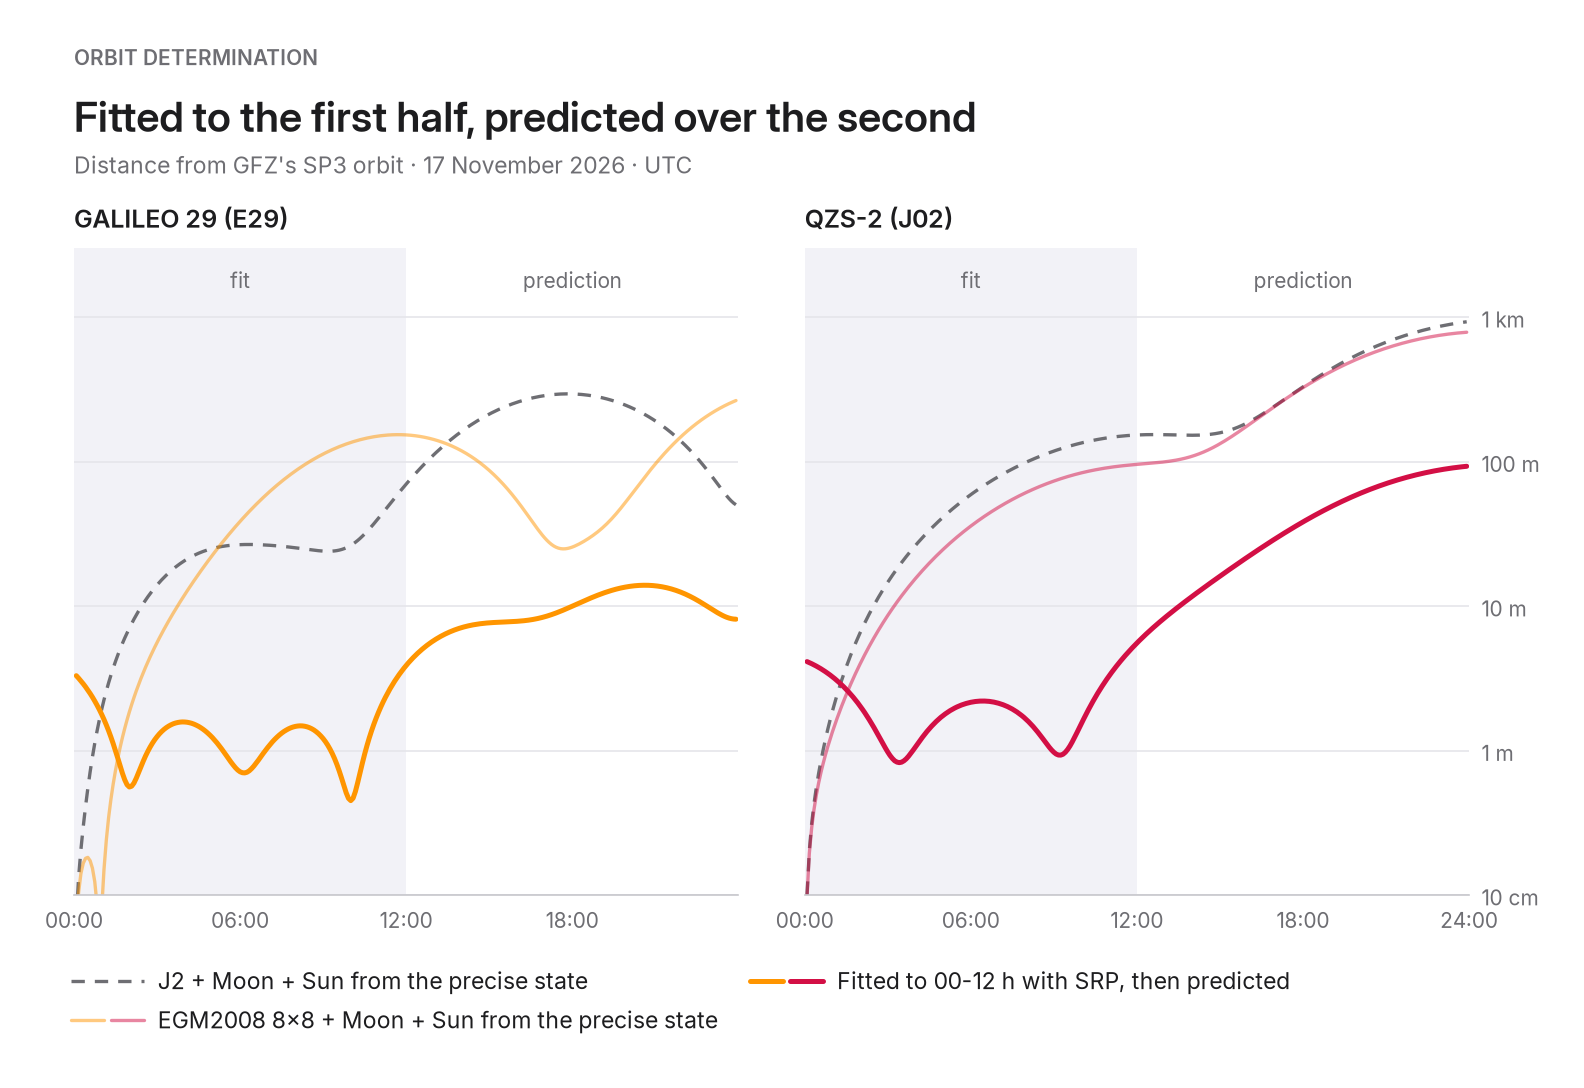 ORBIT DETERMINATION
Fitted to the first half, predicted over the second
Distance from GFZ's SP3 orbit · 17 November 2026 · UTC
GALILEO 29 (E29)
QZS-2 (J02)
fit
prediction
fit
prediction
1 km
100 m
10 m
1 m
10 cm
00:00
06:00
12:00
18:00
00:00
06:00
12:00
18:00
24:00
J2 + Moon + Sun from the precise state
Fitted to 00-12 h with SRP, then predicted
EGM2008 8×8 + Moon + Sun from the precise state